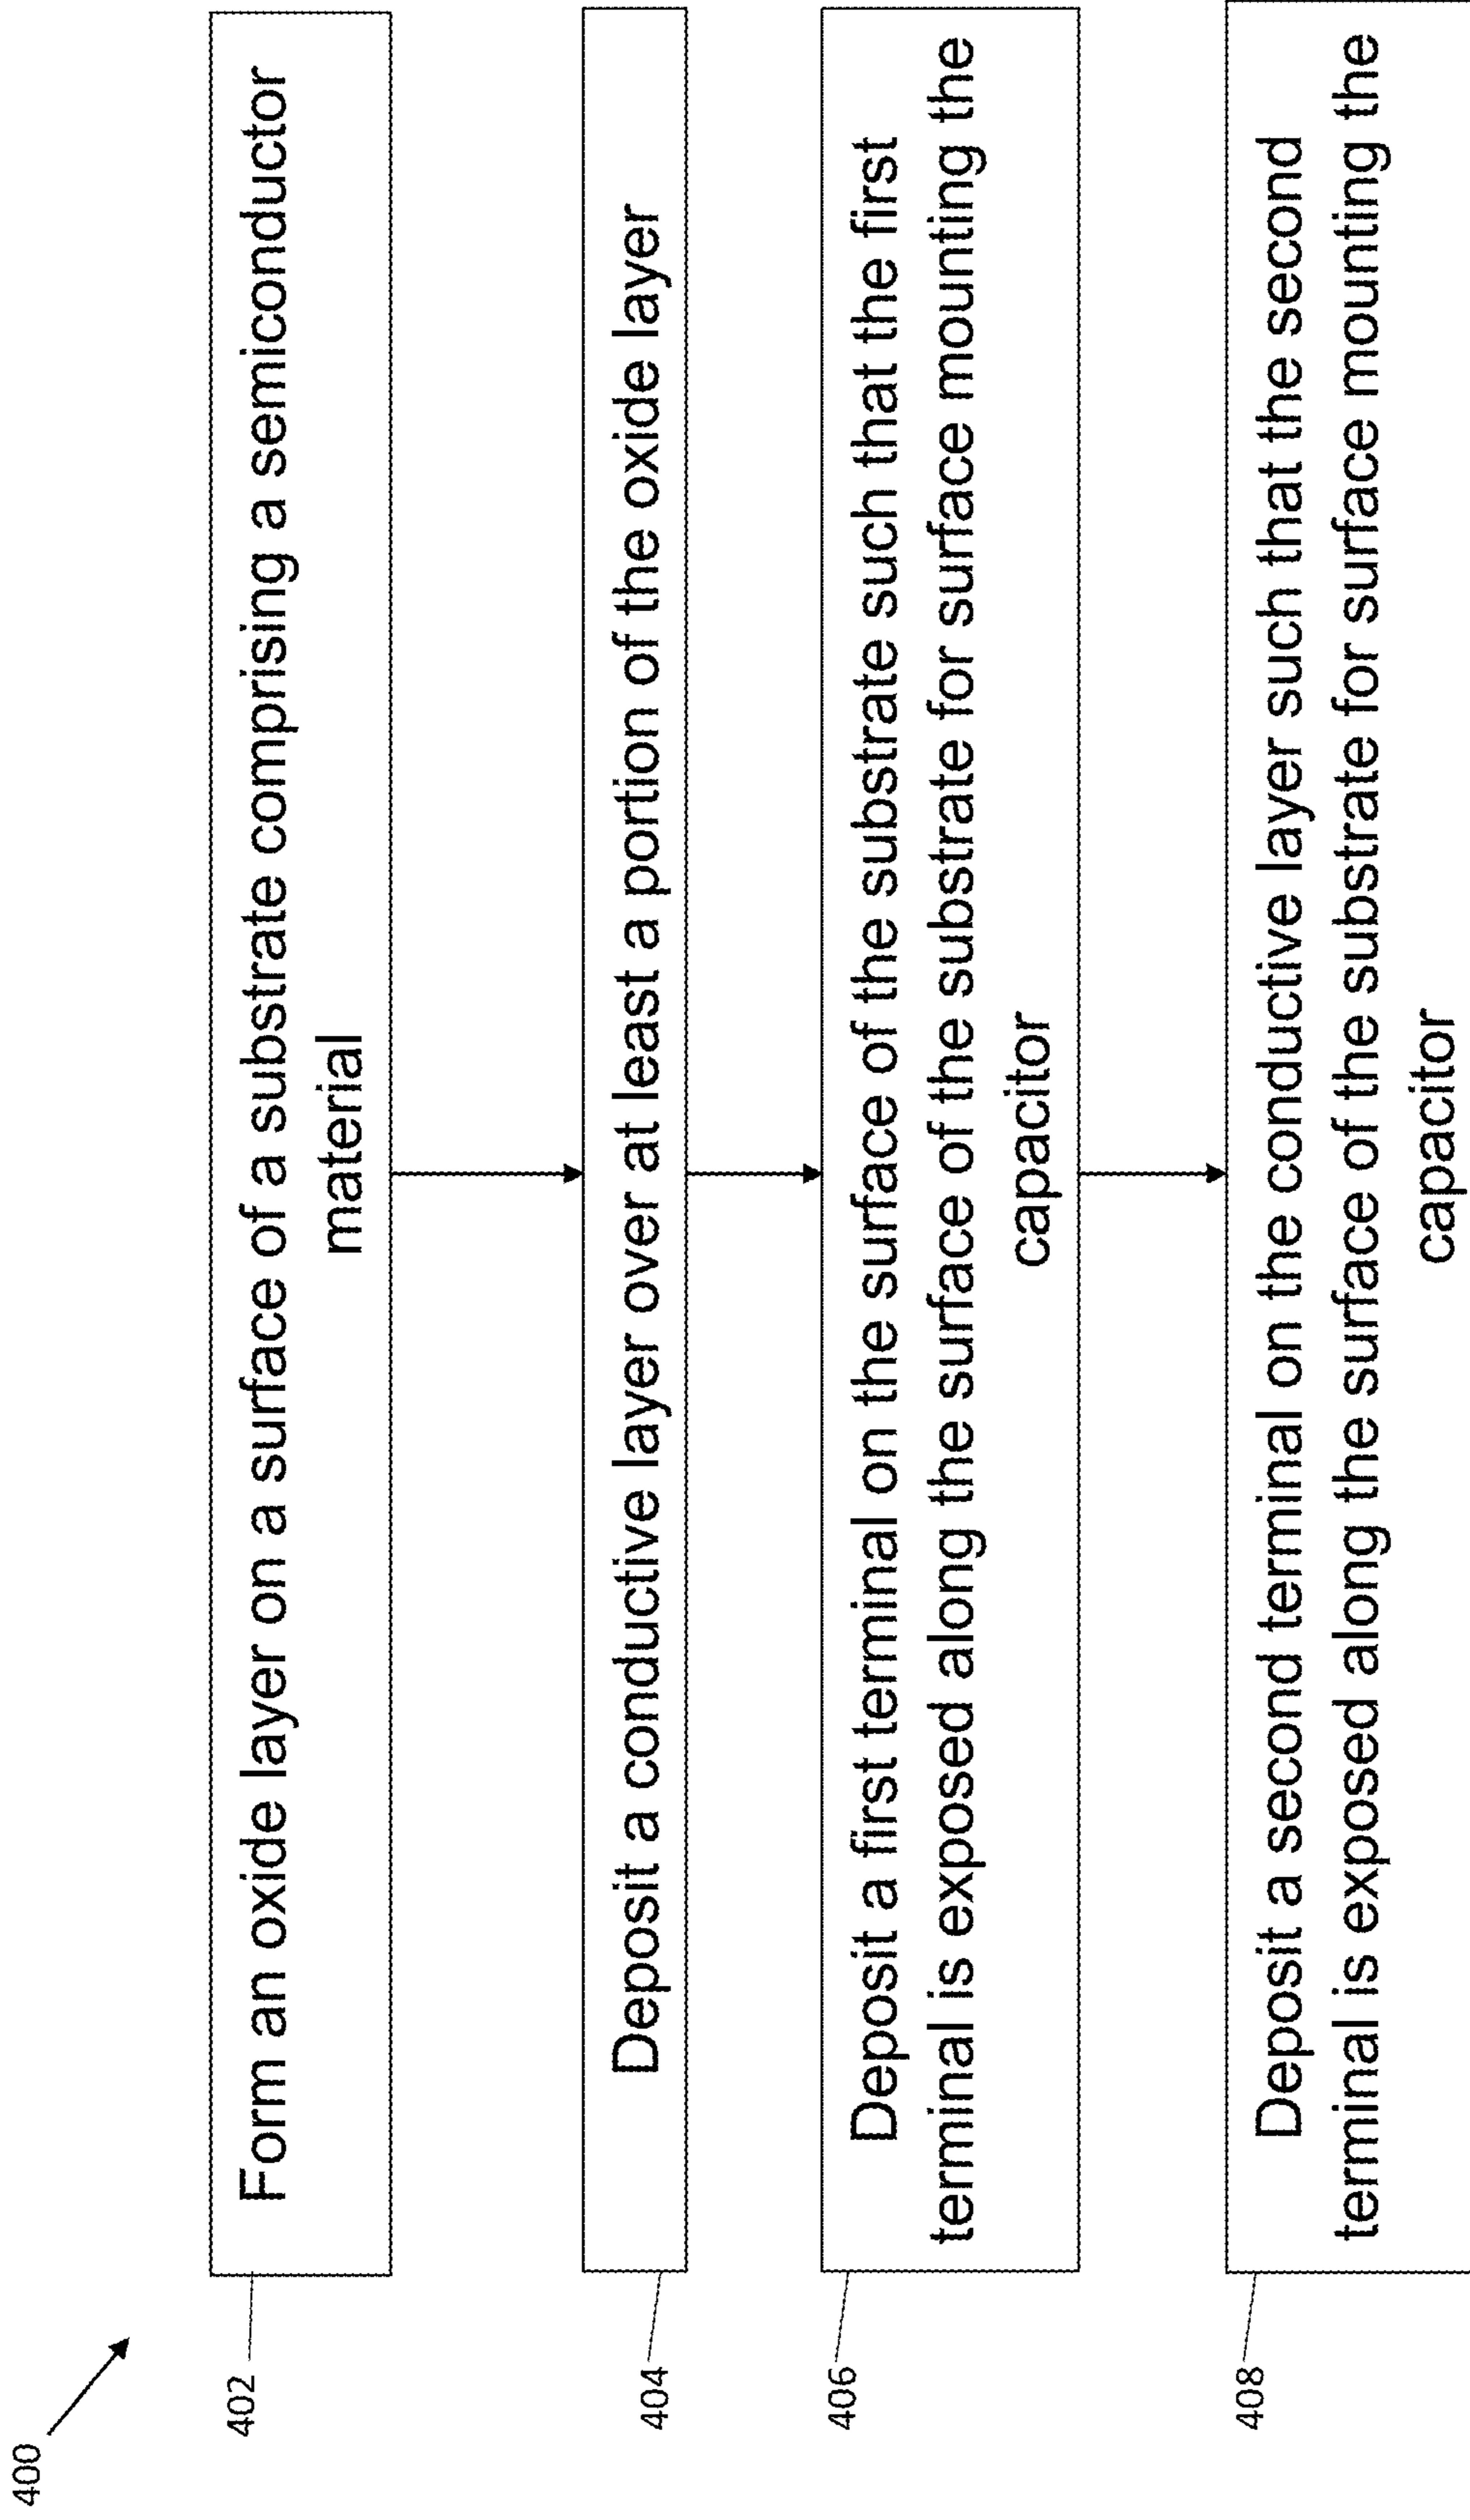 400
402
Form an oxide layer on a surface of a substrate comprising a semiconductor
material
404
Deposit a conductive layer over at least a portion of the oxide layer
406
Deposit a first terminal on the surface of the substrate such that the first
terminal is exposed along the surface of the substrate for surface mounting the
capacitor
408
Deposit a second terminal on the conductive layer such that the second
terminal is exposed along the surface of the substrate for surface mounting the
capacitor